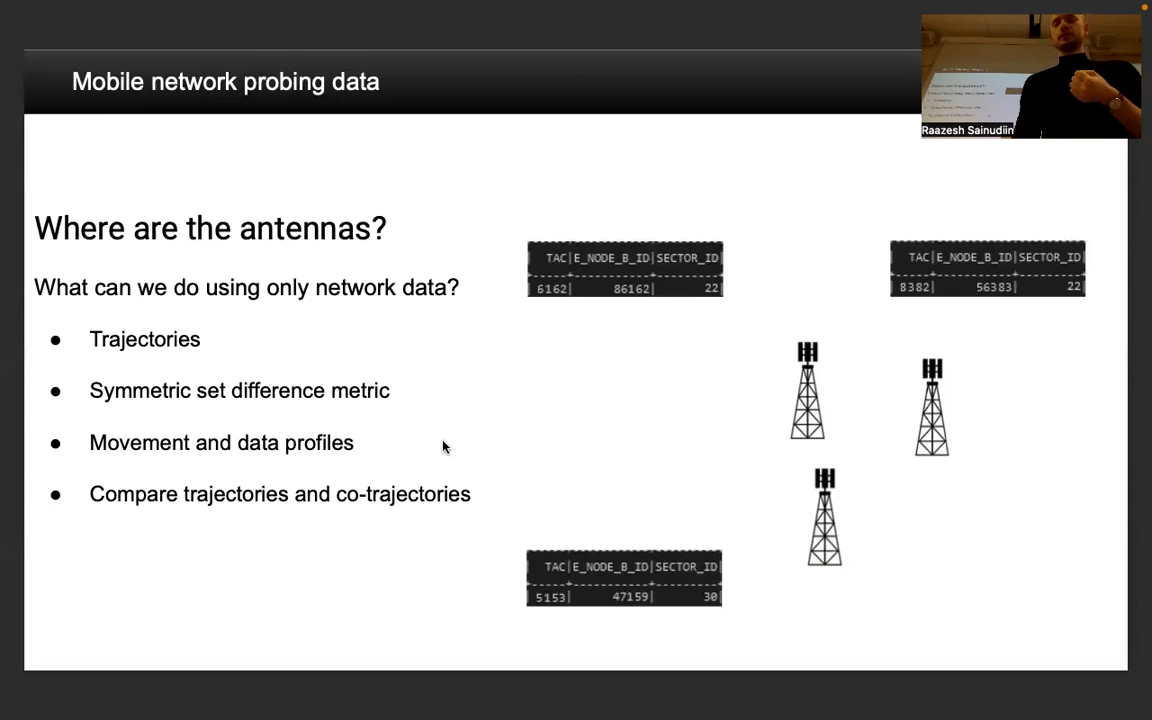 Mobile network probing data
Raazesh Sainudiin
Where are the antennas?
What can we do using only network data?
● Trajectories
● Symmetric set difference metric
● Movement and data profiles
● Compare trajectories and co-trajectories
TAC|E_NODE_B_ID|SECTOR_ID|
6162| 86162| 22|
TAC|E_NODE_B_ID|SECTOR_ID|
8382| 56383| 22|
TAC|E_NODE_B_ID|SECTOR_ID|
5153| 47159| 30|